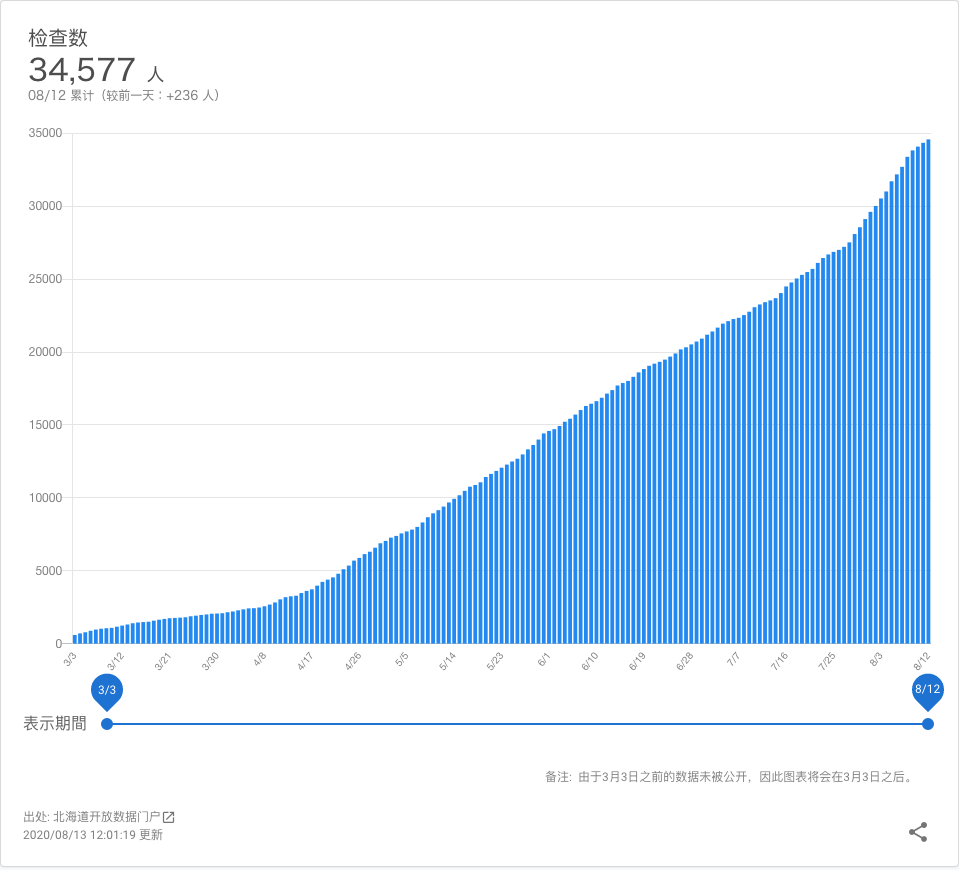 检查数
34,577 人
08/12 累计（较前一天：+236 人）
35000
30000
25000
20000
15000
10000
5000
0
3/3 3/12 3/21 3/30 4/8 4/17 4/26 5/5 5/14 5/23 6/1 6/10 6/19 6/28 7/7 7/16 7/25 8/3 8/12
3/3 8/12
表示期間
备注: 由于3月3日之前的数据未被公开，因此图表将会在3月3日之后。
出处: 北海道开放数据门户
2020/08/13 12:01:19 更新